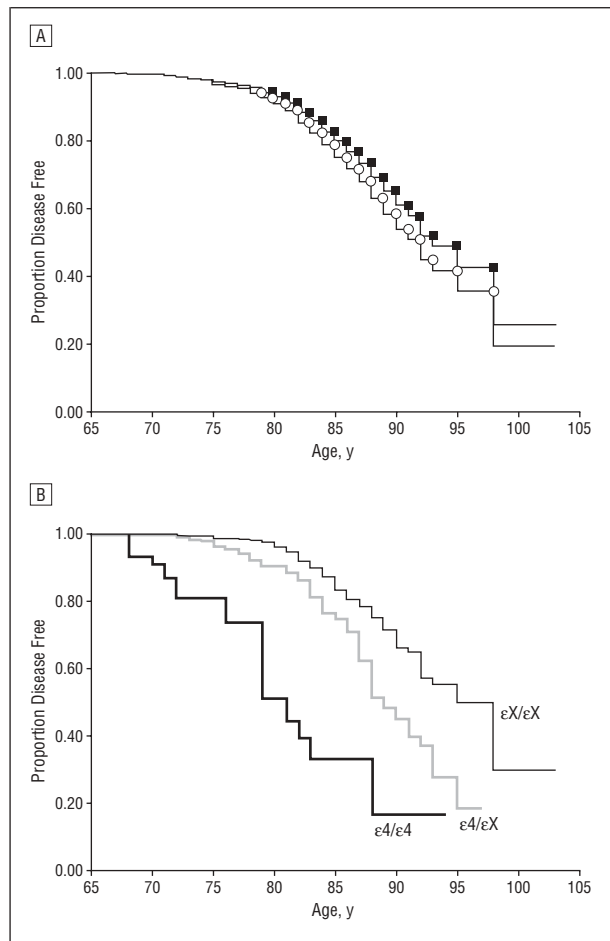 A
1.00
0.80
0.60
0.40
0.20
0.00
Proportion Disease Free
65 70 75 80 85 90 95 100 105
Age, y
B
1.00
0.80
0.60
0.40
0.20
0.00
Proportion Disease Free
εX/εX
ε4/ε4 ε4/εX
65 70 75 80 85 90 95 100 105
Age, y